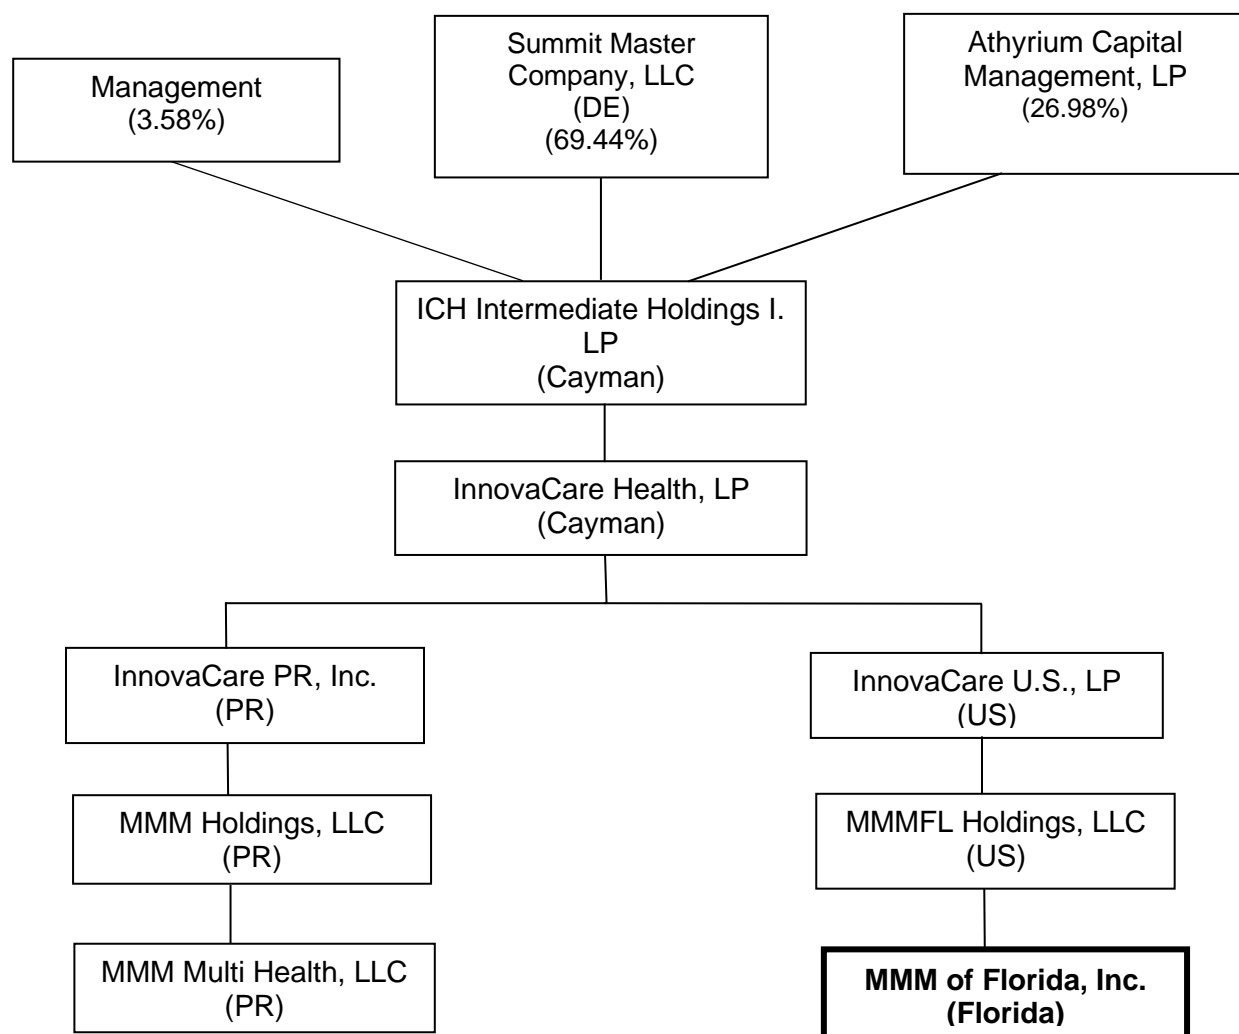 Management
(3.58%)
Summit Master
Company, LLC
(DE)
(69.44%)
Athyrium Capital
Management, LP
(26.98%)
ICH Intermediate Holdings I.
LP
(Cayman)
InnovaCare Health, LP
(Cayman)
InnovaCare PR, Inc.
(PR)
InnovaCare U.S., LP
(US)
MMM Holdings, LLC
(PR)
MMMFL Holdings, LLC
(US)
MMM Multi Health, LLC
(PR)
MMM of Florida, Inc.
(Florida)